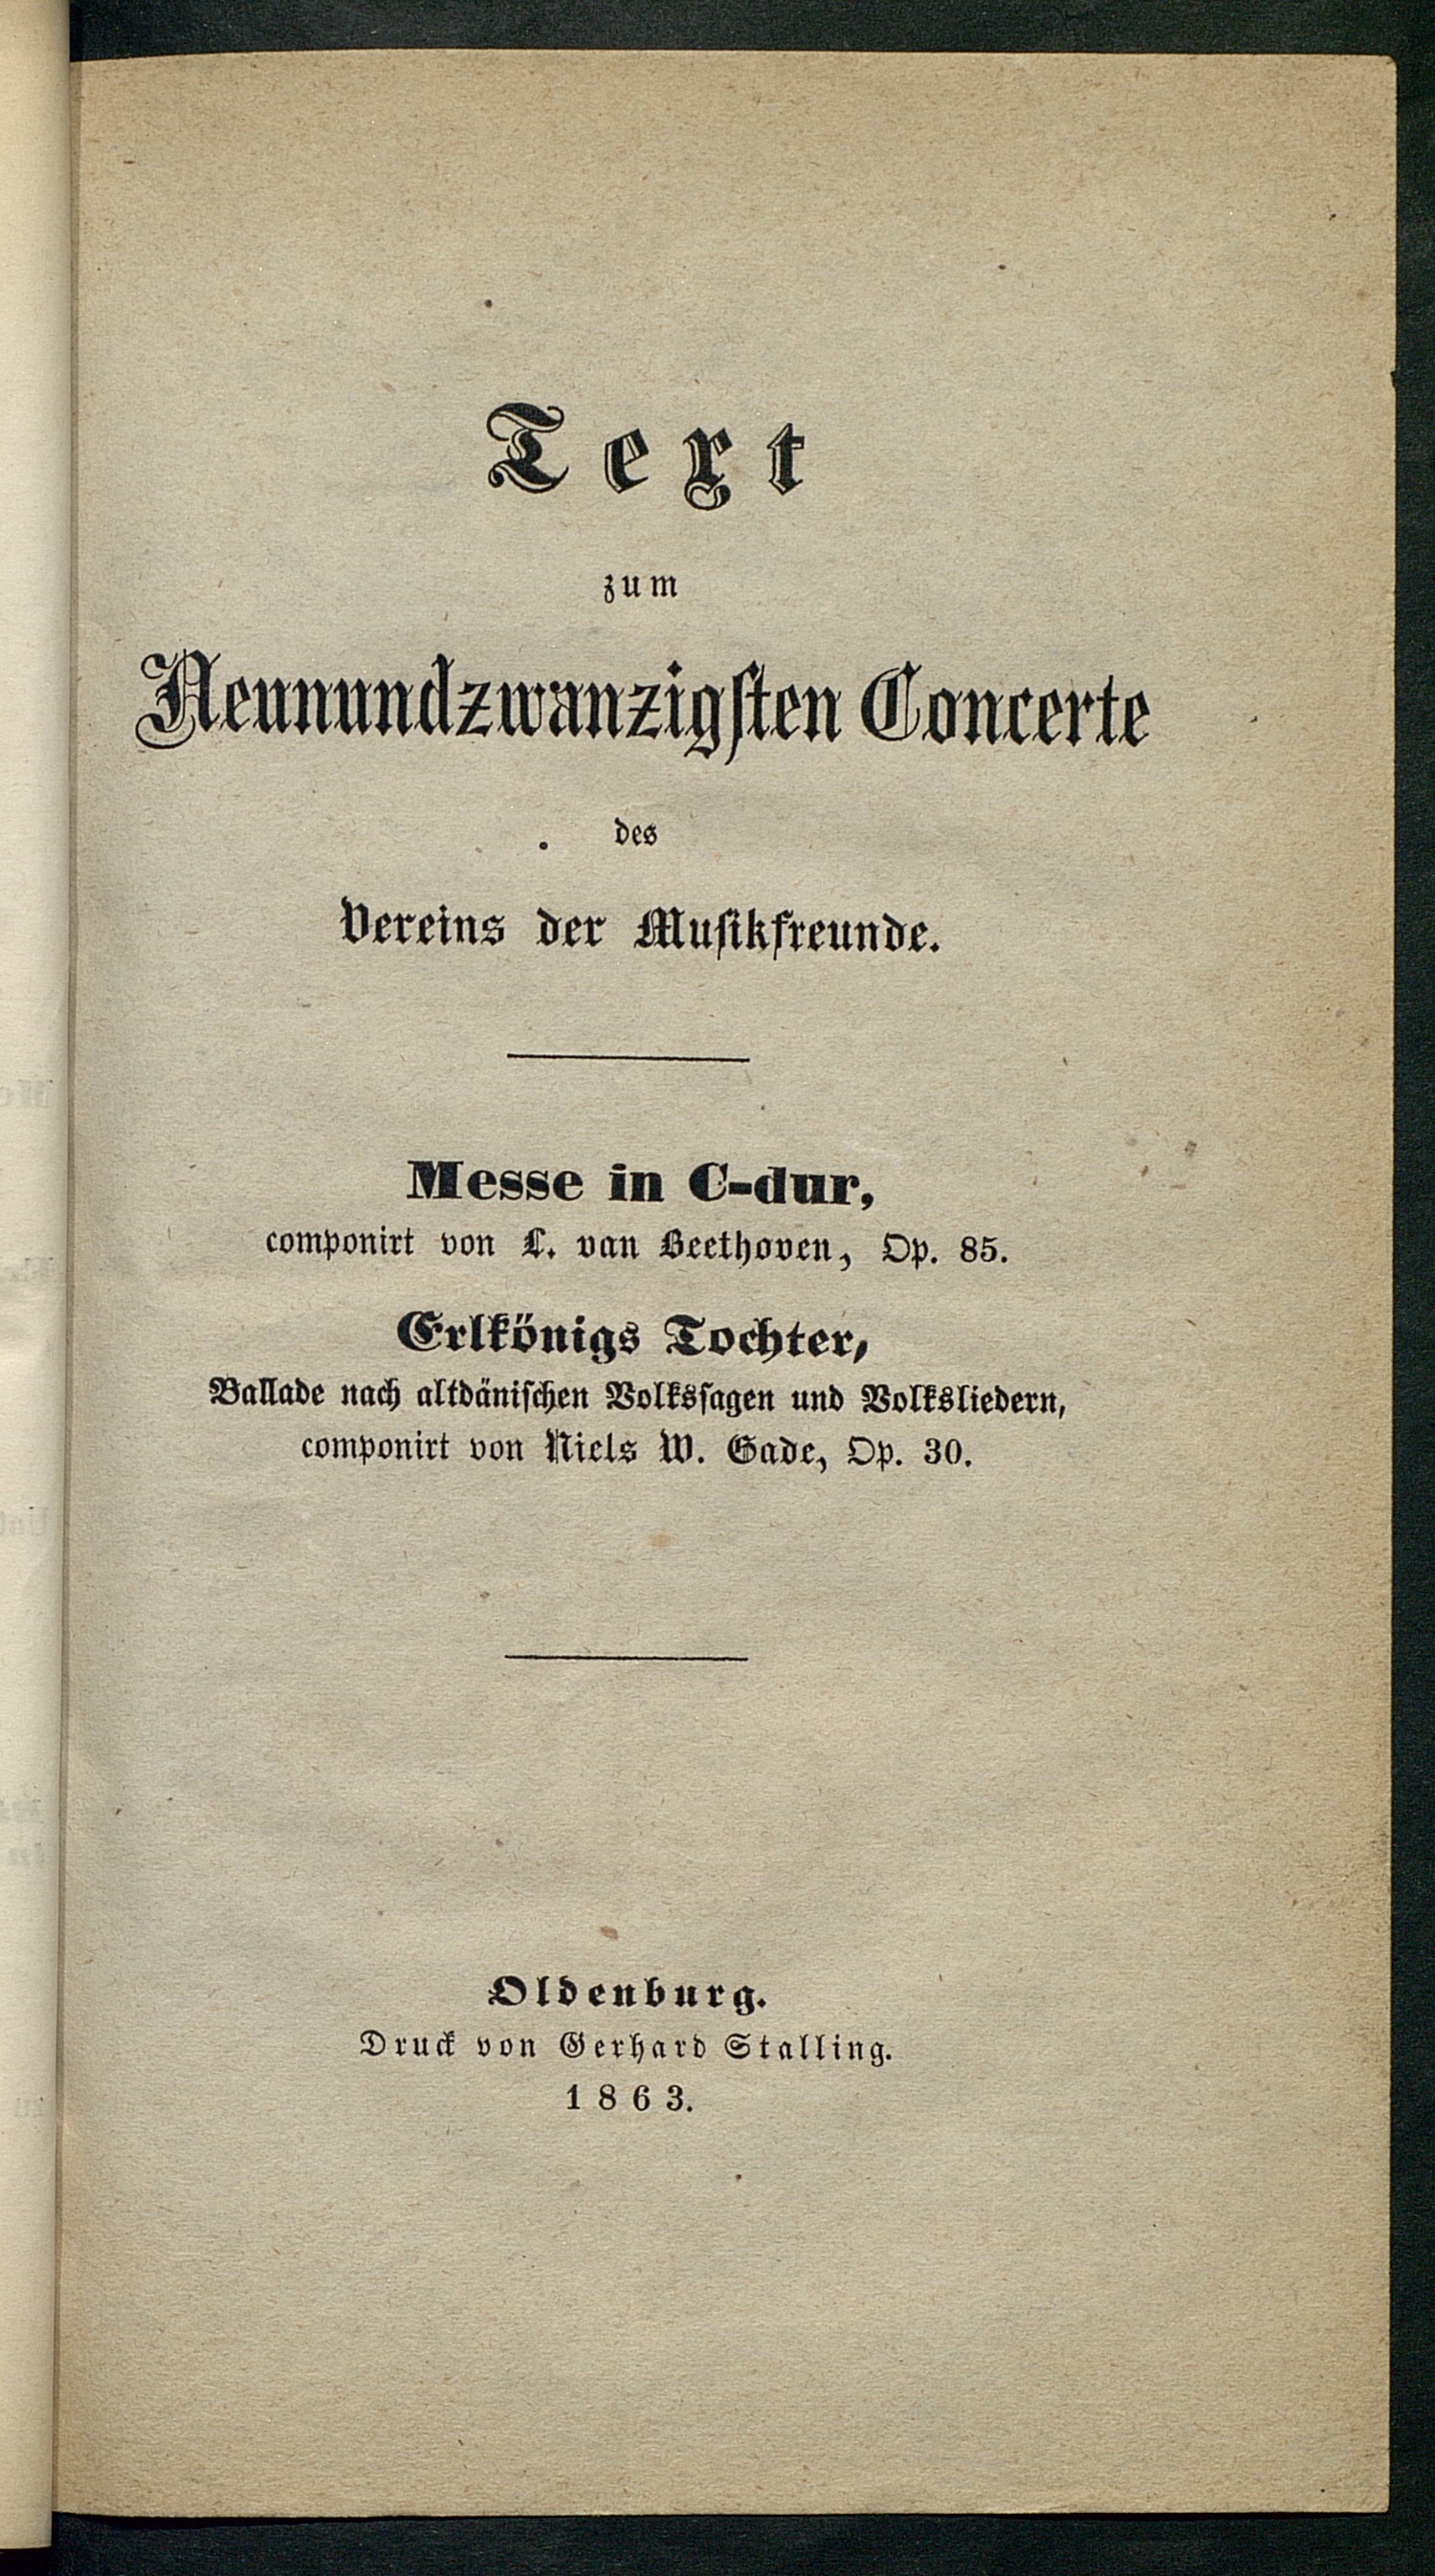 Text
zum
Neunundzwanzigsten Concerte
des
Vereins der Musikfreunde.
Messe in C-dur,
componirt von L. van Beethoven, Op. 85.
Erlkönigs Tochter,
Ballade nach altdänischen Volkssagen und Volksliedern,
componirt von Niels W. Gade, Op. 30.
Oldenburg.
Druck von Gerhard Stalling.
1863.